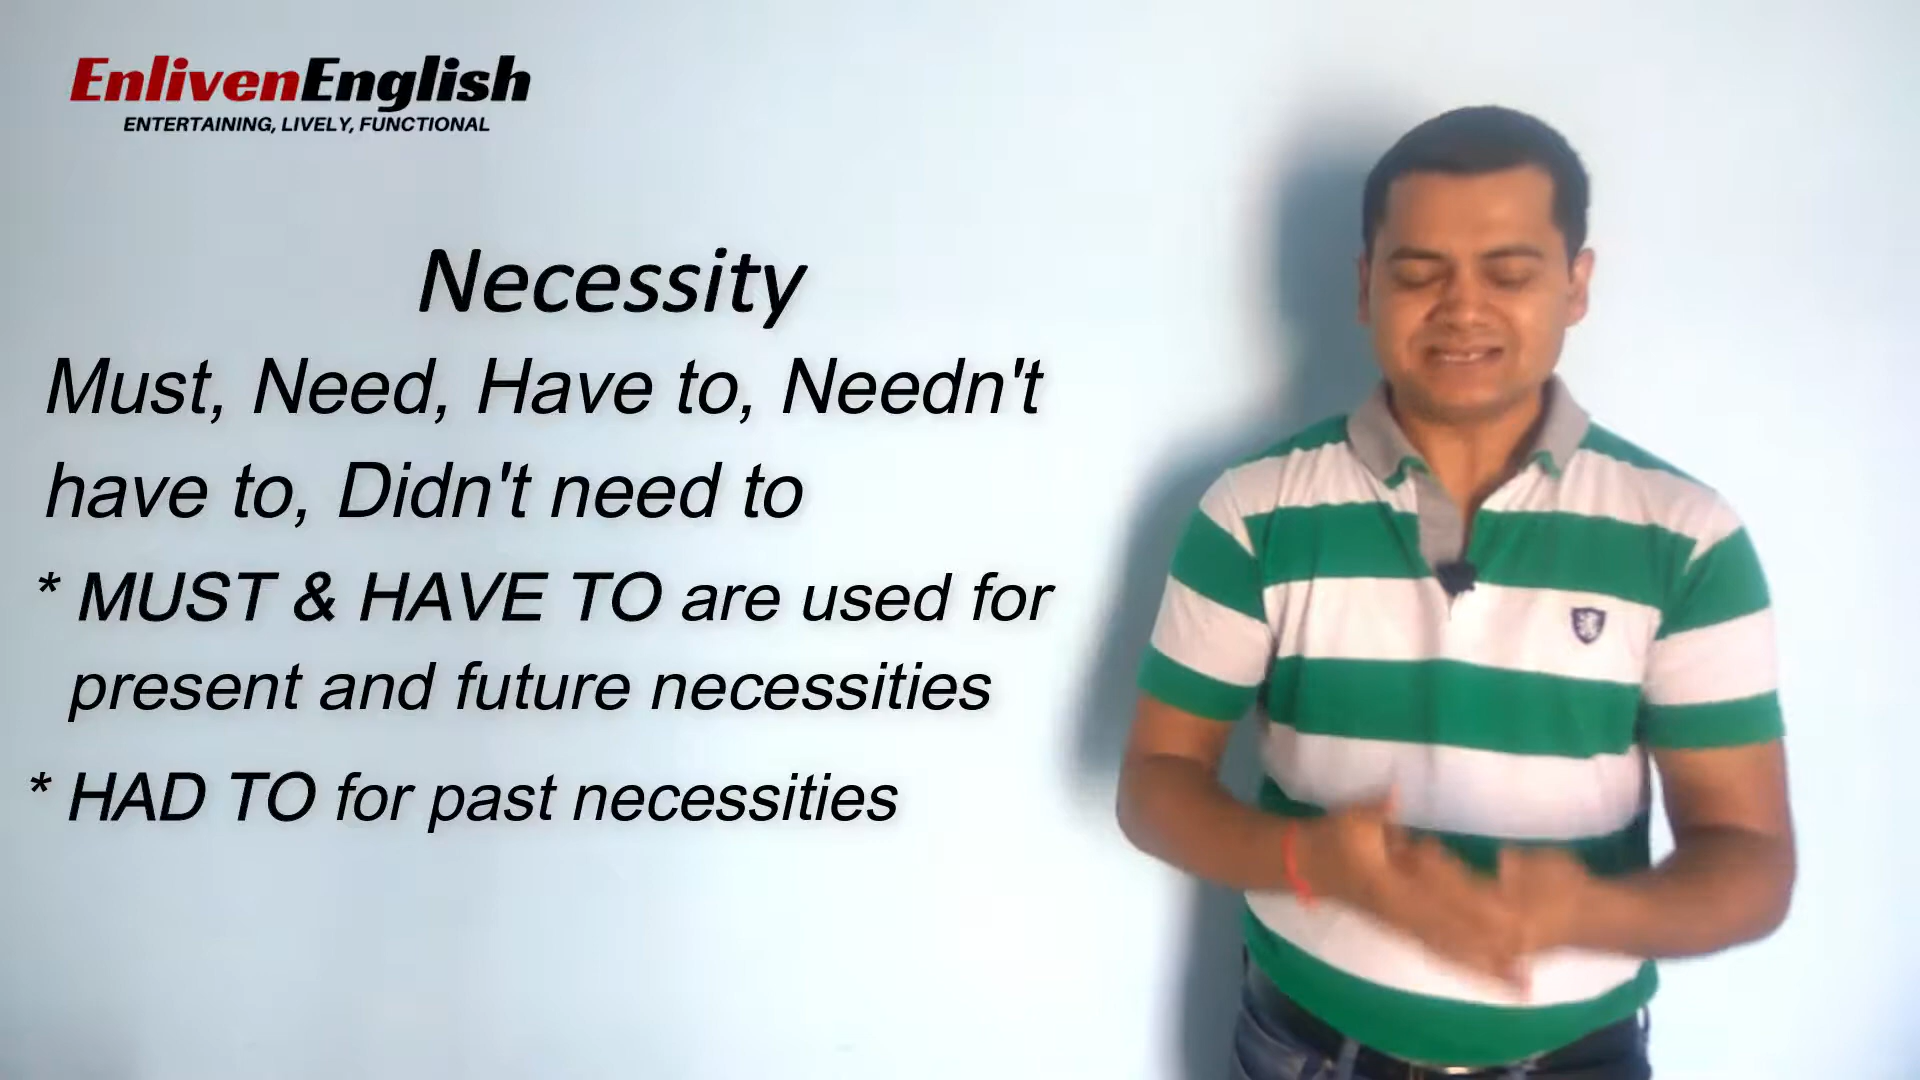 EnlivenEnglish
ENTERTAINING, LIVELY, FUNCTIONAL
Necessity
Must, Need, Have to, Needn't
have to, Didn't need to
* MUST & HAVE TO are used for
present and future necessities
* HAD TO for past necessities